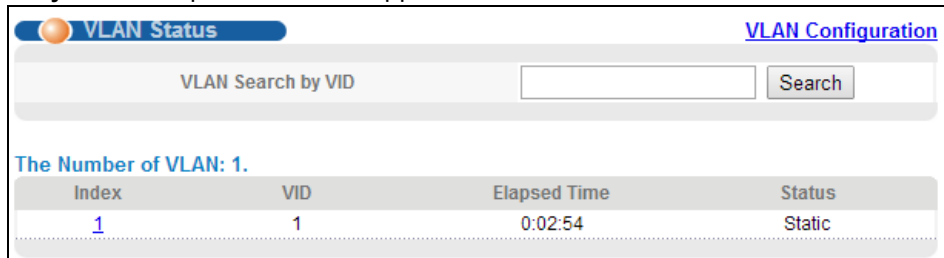 VLAN Status VLAN Configuration
VLAN Search by VID Search
The Number of VLAN: 1.
Index VID Elapsed Time Status
1 1 0:02:54 Static